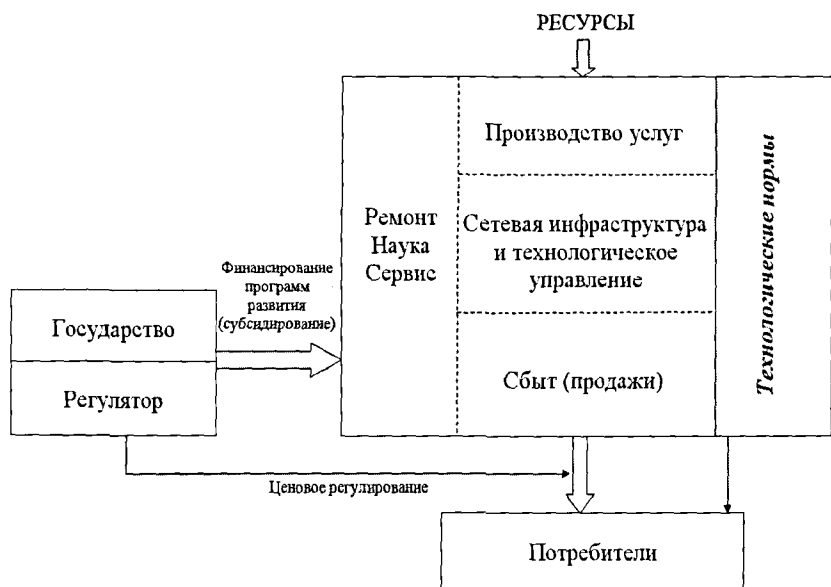 РЕСУРСЫ
Производство услуг
Ремонт
Наука
Сервис
Сетевая инфраструктура
и технологическое
управление
Сбыт (продажи)
Технологические нормы
Финансирование
программ
развития
(субсидирование)
Государство
Регулятор
Ценовое регулирование
Потребители